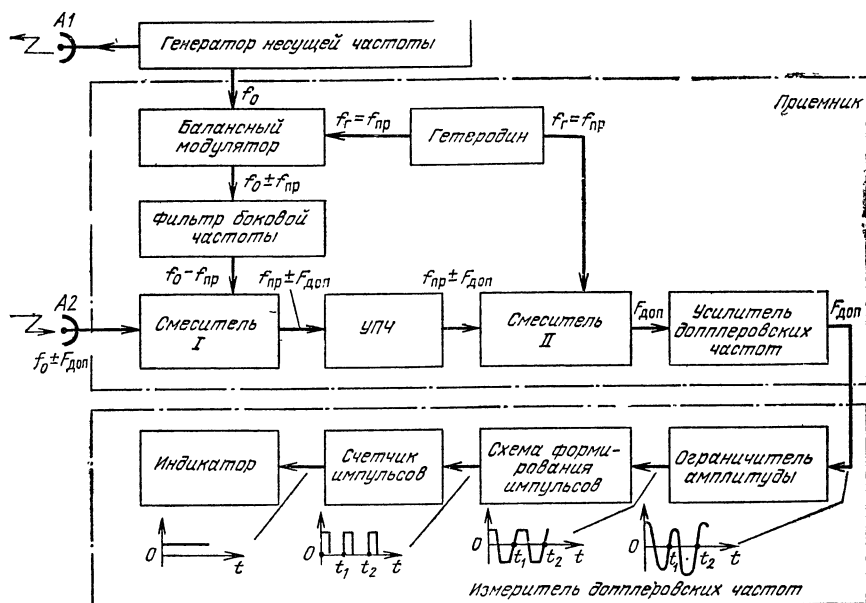 A1
Генератор несущей частоты
f₀
Приемник
Балансный
модулятор
fг=fпр
Гетеродин
fг=fпр
f₀±fпр
Фильтр боковой
частоты
f₀−fпр
fпр±Fдоп
fпр±Fдоп
A2
f₀±Fдоп
Смеситель
I
УПЧ
Смеситель
II
Fдоп
Усилитель
допплеровских
частот
Fдоп
Индикатор
Счетчик
импульсов
Схема форми-
рования
импульсов
Ограничитель
амплитуды
0
t
0
t₁
t₂
t
0
t₁
t₂
t
0
t₁
t₂
t
Измеритель допплеровских частот